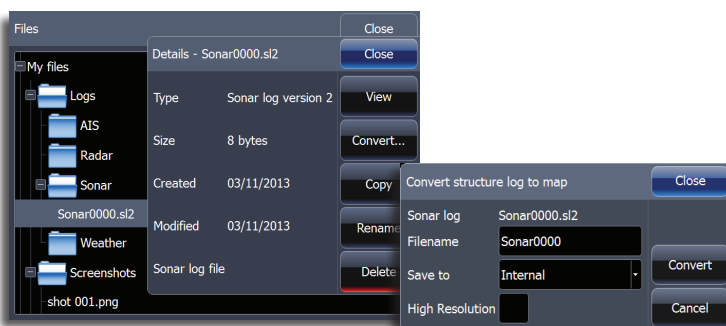 Files
Close
My files
Logs
AIS
Radar
Sonar
Sonar0000.sl2
Weather
Screenshots
shot 001.png
Details - Sonar0000.sl2
Close
Type Sonar log version 2
View
Size 8 bytes
Convert...
Created 03/11/2013
Copy
Modified 03/11/2013
Rename
Sonar log file
Delete
Convert structure log to map
Close
Sonar log Sonar0000.sl2
Filename Sonar0000
Save to Internal
Convert
High Resolution
Cancel